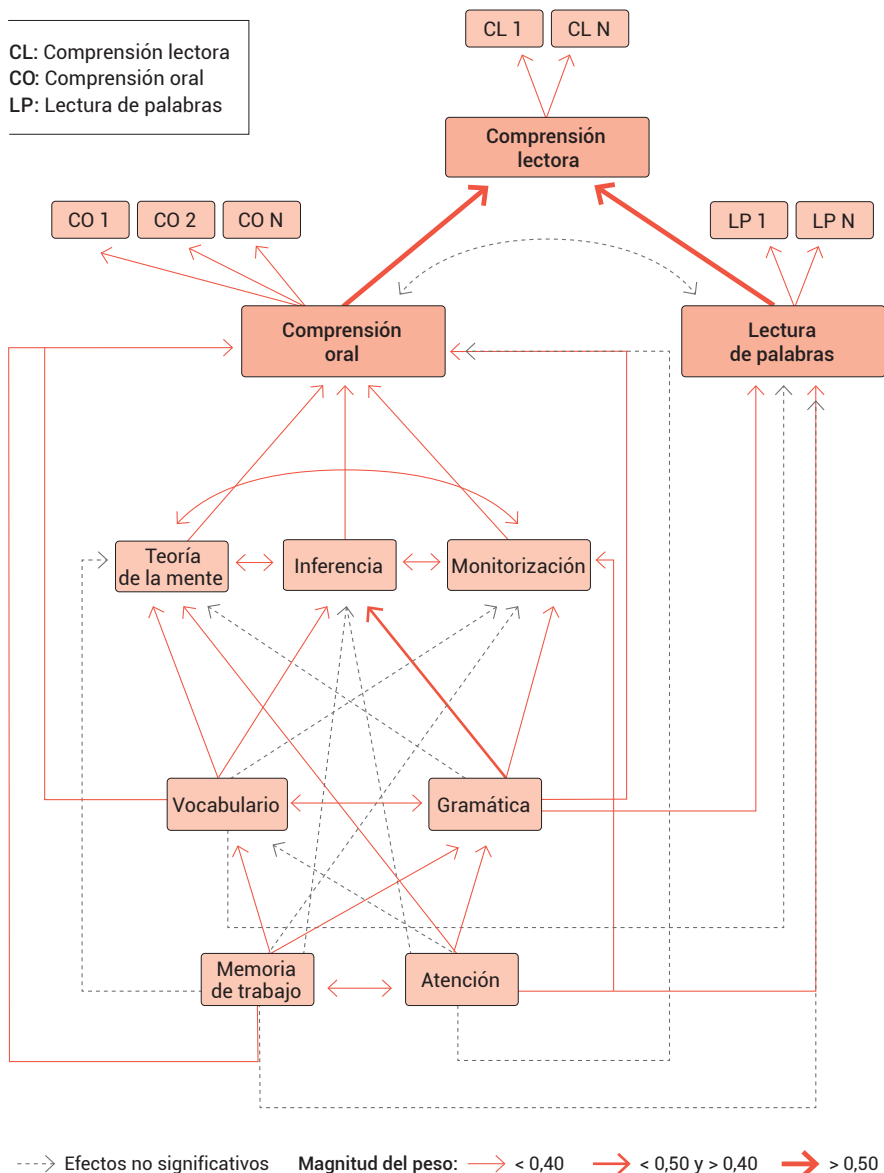 CL: Comprensión lectora
CO: Comprensión oral
LP: Lectura de palabras
CL 1
CL N
Comprensión
lectora
CO 1
CO 2
CO N
LP 1
LP N
Comprensión
oral
Lectura
de palabras
Teoría
de la mente
Inferencia
Monitorización
Vocabulario
Gramática
Memoria
de trabajo
Atención
Efectos no significativos
Magnitud del peso:
< 0,40
< 0,50 y > 0,40
> 0,50